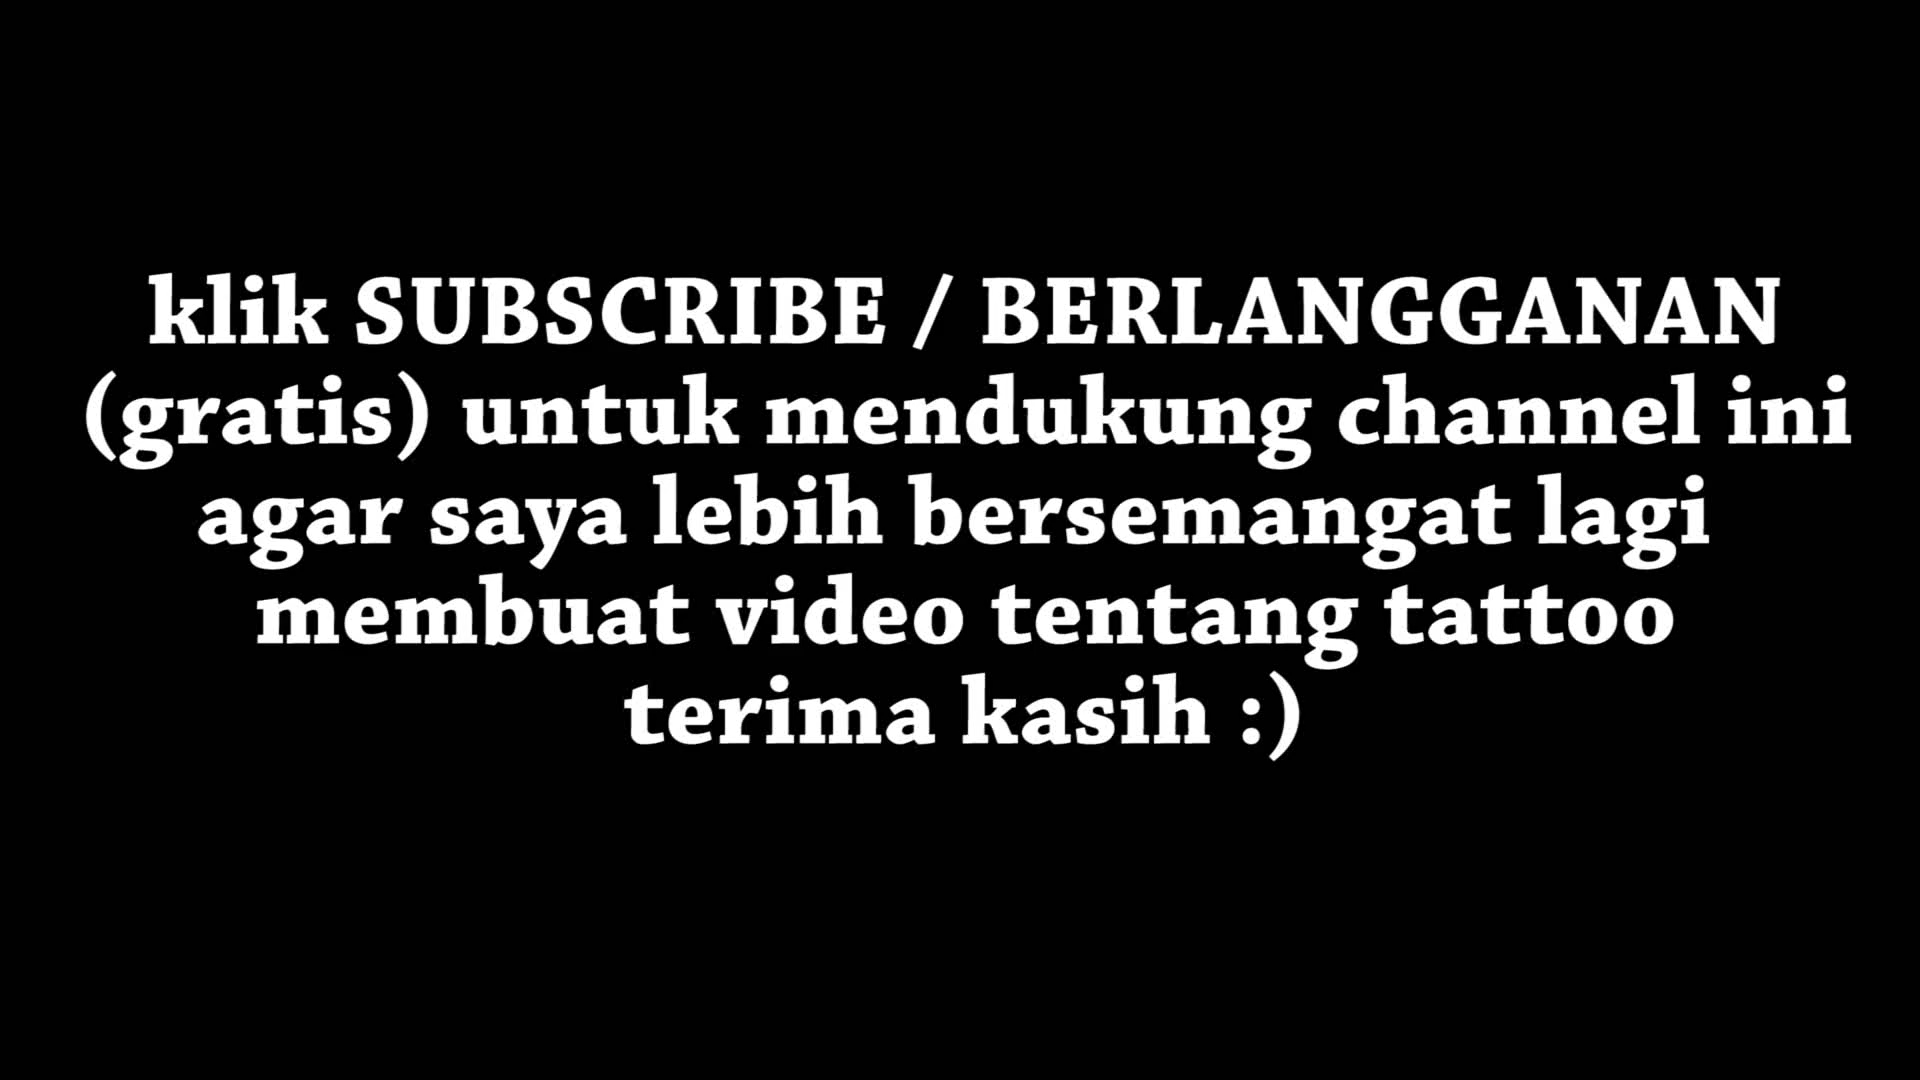 klik SUBSCRIBE / BERLANGGANAN
(gratis) untuk mendukung channel ini
agar saya lebih bersemangat lagi
membuat video tentang tattoo
terima kasih :)